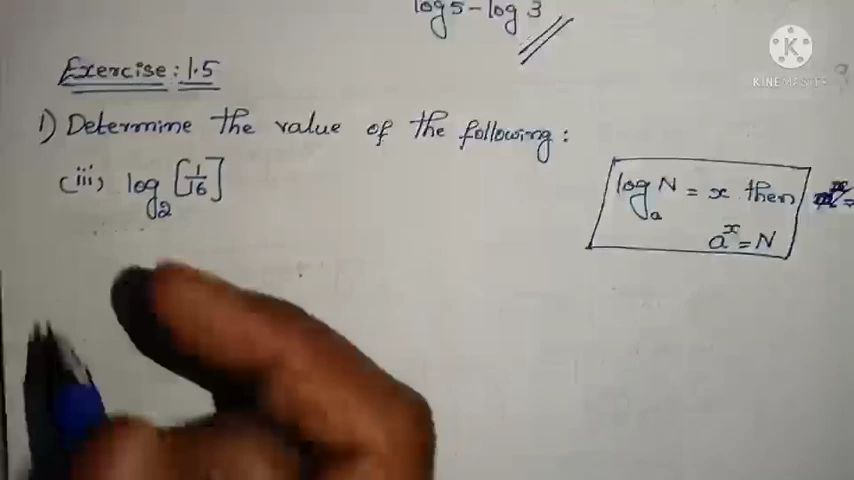 log 5 - log 3
Exercise : 1.5
1) Determine the value of the following :
(iii) log₂ [1/16]
logₐ N = x then
aˣ = N
K
KINEMASTER